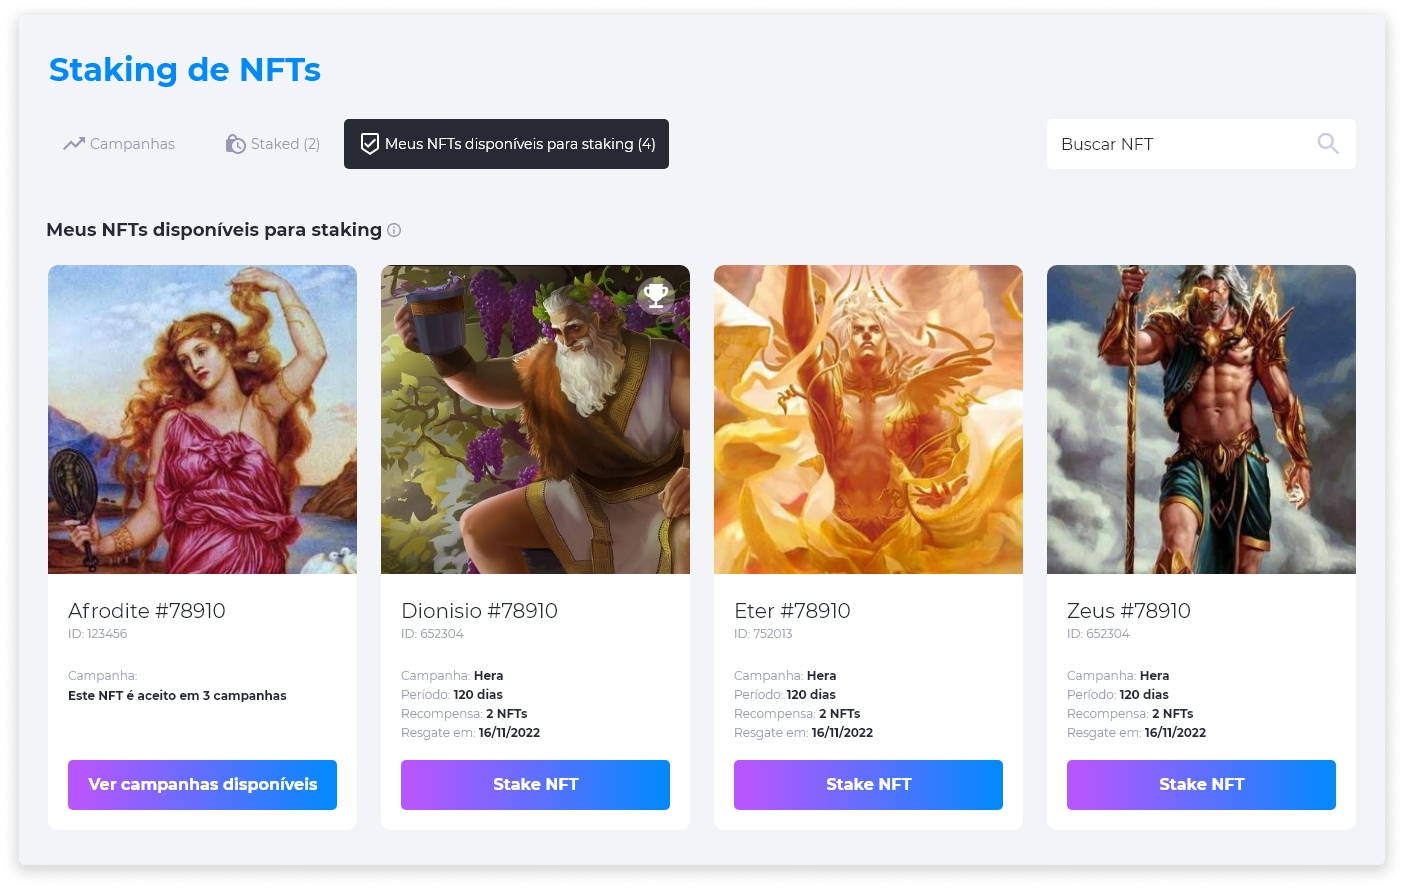 Staking de NFTs
Campanhas
Staked (2)
Meus NFTs disponíveis para staking (4)
Buscar NFT
Meus NFTs disponíveis para staking
Afrodite #78910
ID: 123456
Campanha:
Este NFT é aceito em 3 campanhas
Ver campanhas disponíveis
Dionisio #78910
ID: 652304
Campanha: Hera
Período: 120 dias
Recompensa: 2 NFTs
Resgate em: 16/11/2022
Stake NFT
Eter #78910
ID: 752013
Campanha: Hera
Período: 120 dias
Recompensa: 2 NFTs
Resgate em: 16/11/2022
Stake NFT
Zeus #78910
ID: 652304
Campanha: Hera
Período: 120 dias
Recompensa: 2 NFTs
Resgate em: 16/11/2022
Stake NFT